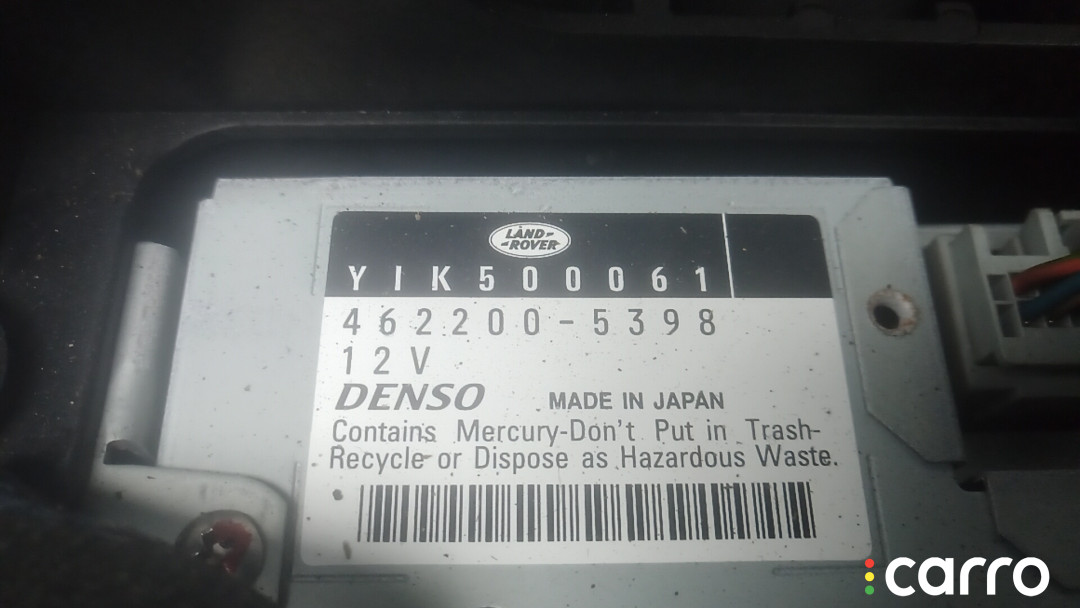 LAND-
-ROVER
YIK500061
462200-5398
12V
DENSO MADE IN JAPAN
Contains Mercury-Don't Put in Trash-
Recycle or Dispose as Hazardous Waste.
carro